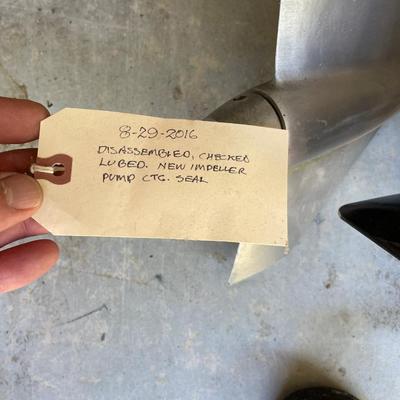 8-29-2016
DISASSEMBLED, CHECKED
LUBED. NEW IMPELLER
PUMP CTG. SEAL